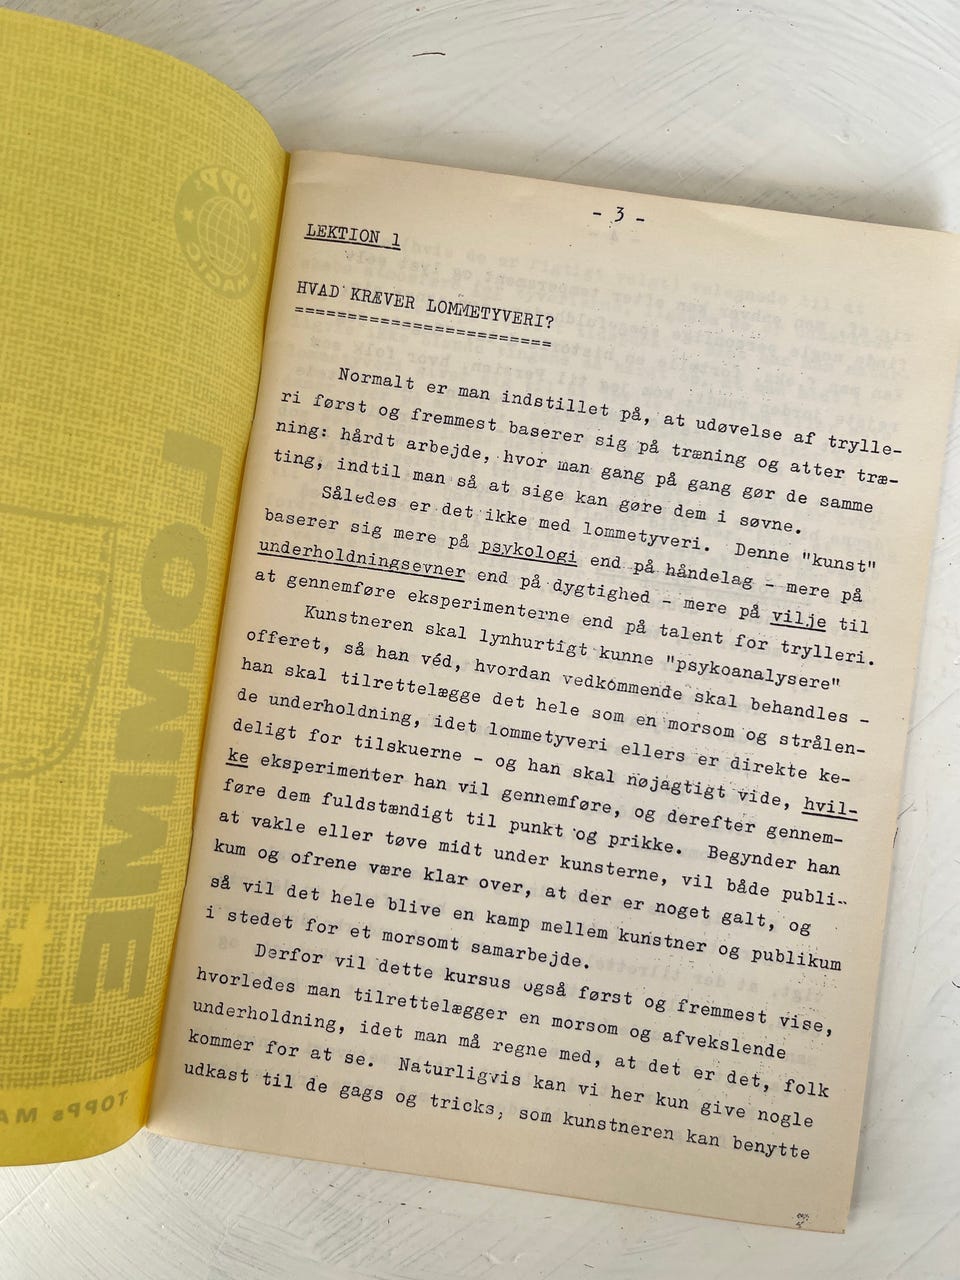 - 3 -
LEKTION 1
HVAD KRÆVER LOMMETYVERI?
========================
Normalt er man indstillet på, at udøvelse af trylle-
ri først og fremmest baserer sig på træning og atter træ-
ning: hårdt arbejde, hvor man gang på gang gør de samme
ting, indtil man så at sige kan gøre dem i søvne.
Således er det ikke med lommetyveri. Denne "kunst"
baserer sig mere på psykologi end på håndelag - mere på
underholdningsevner end på dygtighed - mere på vilje til
at gennemføre eksperimenterne end på talent for trylleri.
Kunstneren skal lynhurtigt kunne "psykoanalysere"
offeret, så han véd, hvordan vedkommende skal behandles -
han skal tilrettelægge det hele som en morsom og strålen-
de underholdning, idet lommetyveri ellers er direkte ke-
deligt for tilskuerne - og han skal nøjagtigt vide, hvil-
ke eksperimenter han vil gennemføre, og derefter gennem-
føre dem fuldstændigt til punkt og prikke. Begynder han
at vakle eller tøve midt under kunsterne, vil både publi-
kum og ofrene være klar over, at der er noget galt, og
så vil det hele blive en kamp mellem kunstner og publikum
i stedet for et morsomt samarbejde.
Derfor vil dette kursus også først og fremmest vise,
hvorledes man tilrettelægger en morsom og afvekslende
underholdning, idet man må regne med, at det er det, folk
kommer for at se. Naturligvis kan vi her kun give nogle
udkast til de gags og tricks, som kunstneren kan benytte
TOPPs
MAGIC
LOMME
TOPPs MA